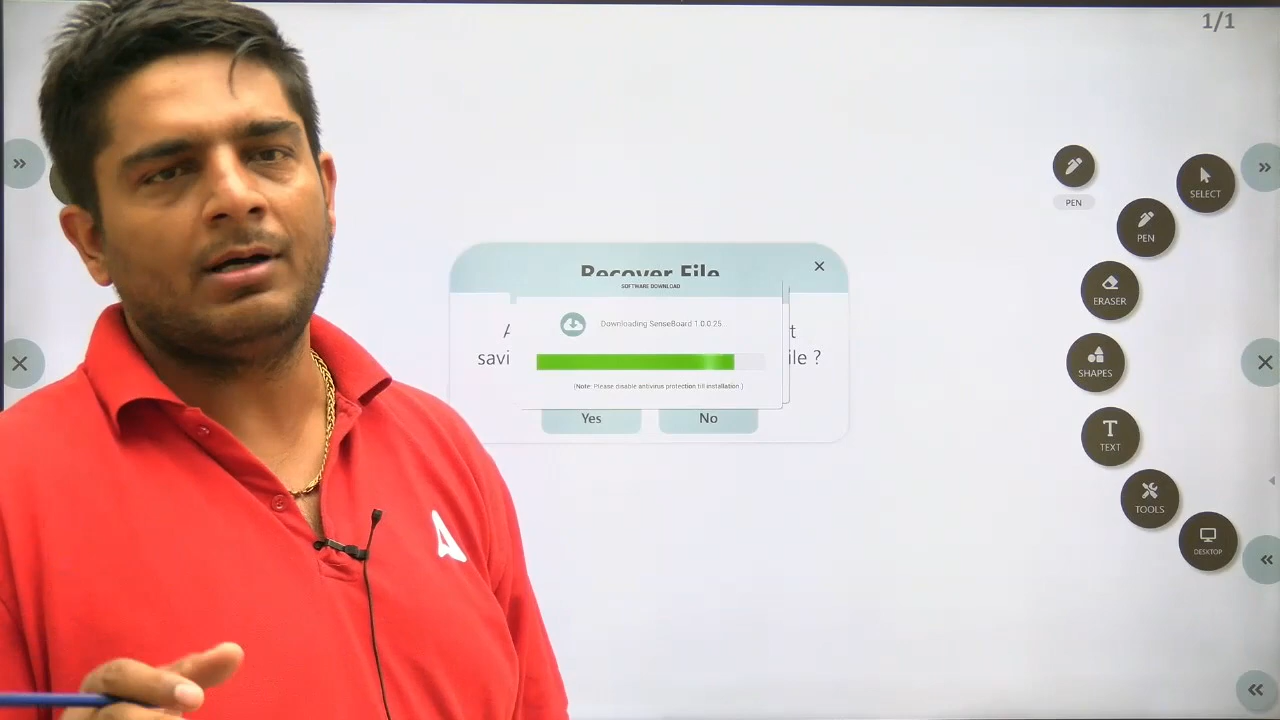 1/1
SELECT
PEN
PEN
ERASER
SHAPES
TEXT
TOOLS
DESKTOP
Recover File
SOFTWARE DOWNLOAD
Downloading SenseBoard 1.0.0.25
(Note: Please disable antivirus protection till installation.)
savi
ile ?
Yes
No